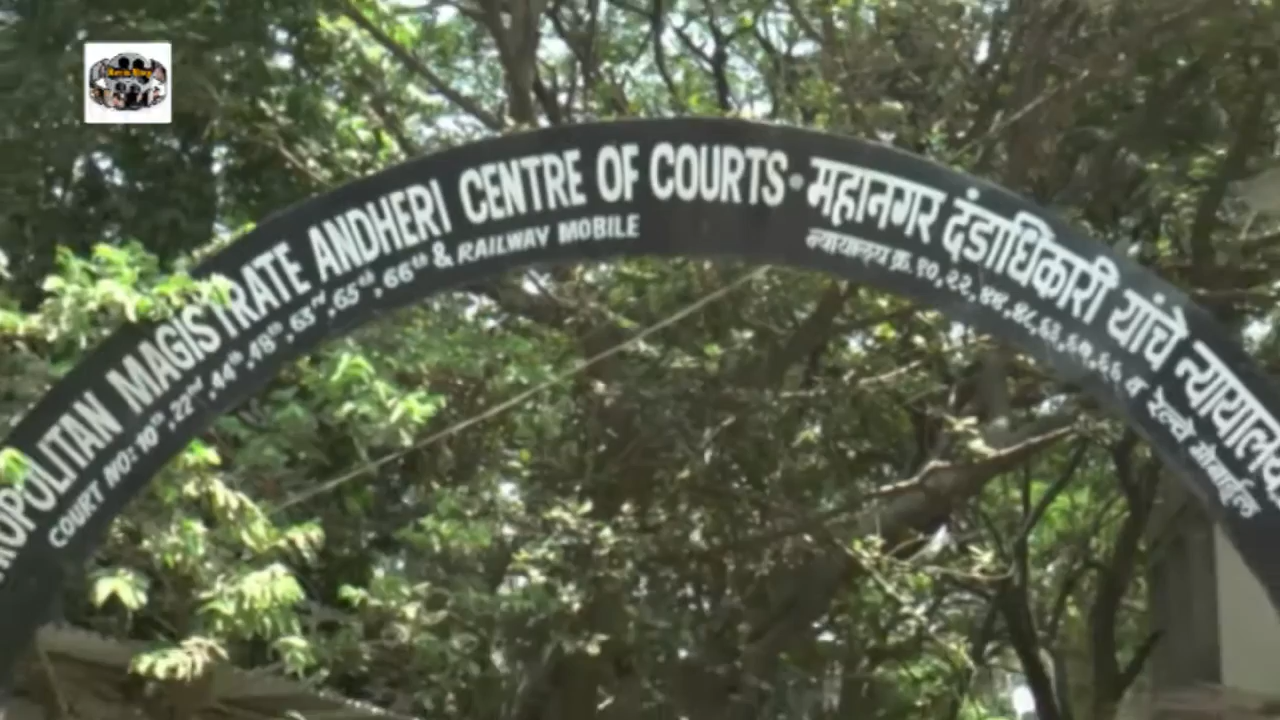 ROPOLITAN MAGISTRATE ANDHERI CENTRE OF COURTS • महानगर दंडाधिकारी यांचे न्यायालय
COURT NO: 10th, 22nd, 44th, 48th, 63rd, 65th, 66th & RAILWAY MOBILE
न्यायालय क्र. १०, २२, ४४, ४८, ६३, ६५, ६६ व रेल्वे मोबाईल